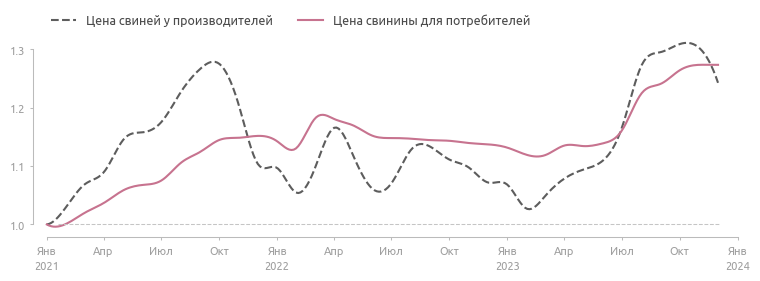 Цена свиней у производителей Цена свинины для потребителей
1.3
1.2
1.1
1.0
Янв Апр Июл Окт Янв Апр Июл Окт Янв Апр Июл Окт Янв
2021 2022 2023 2024